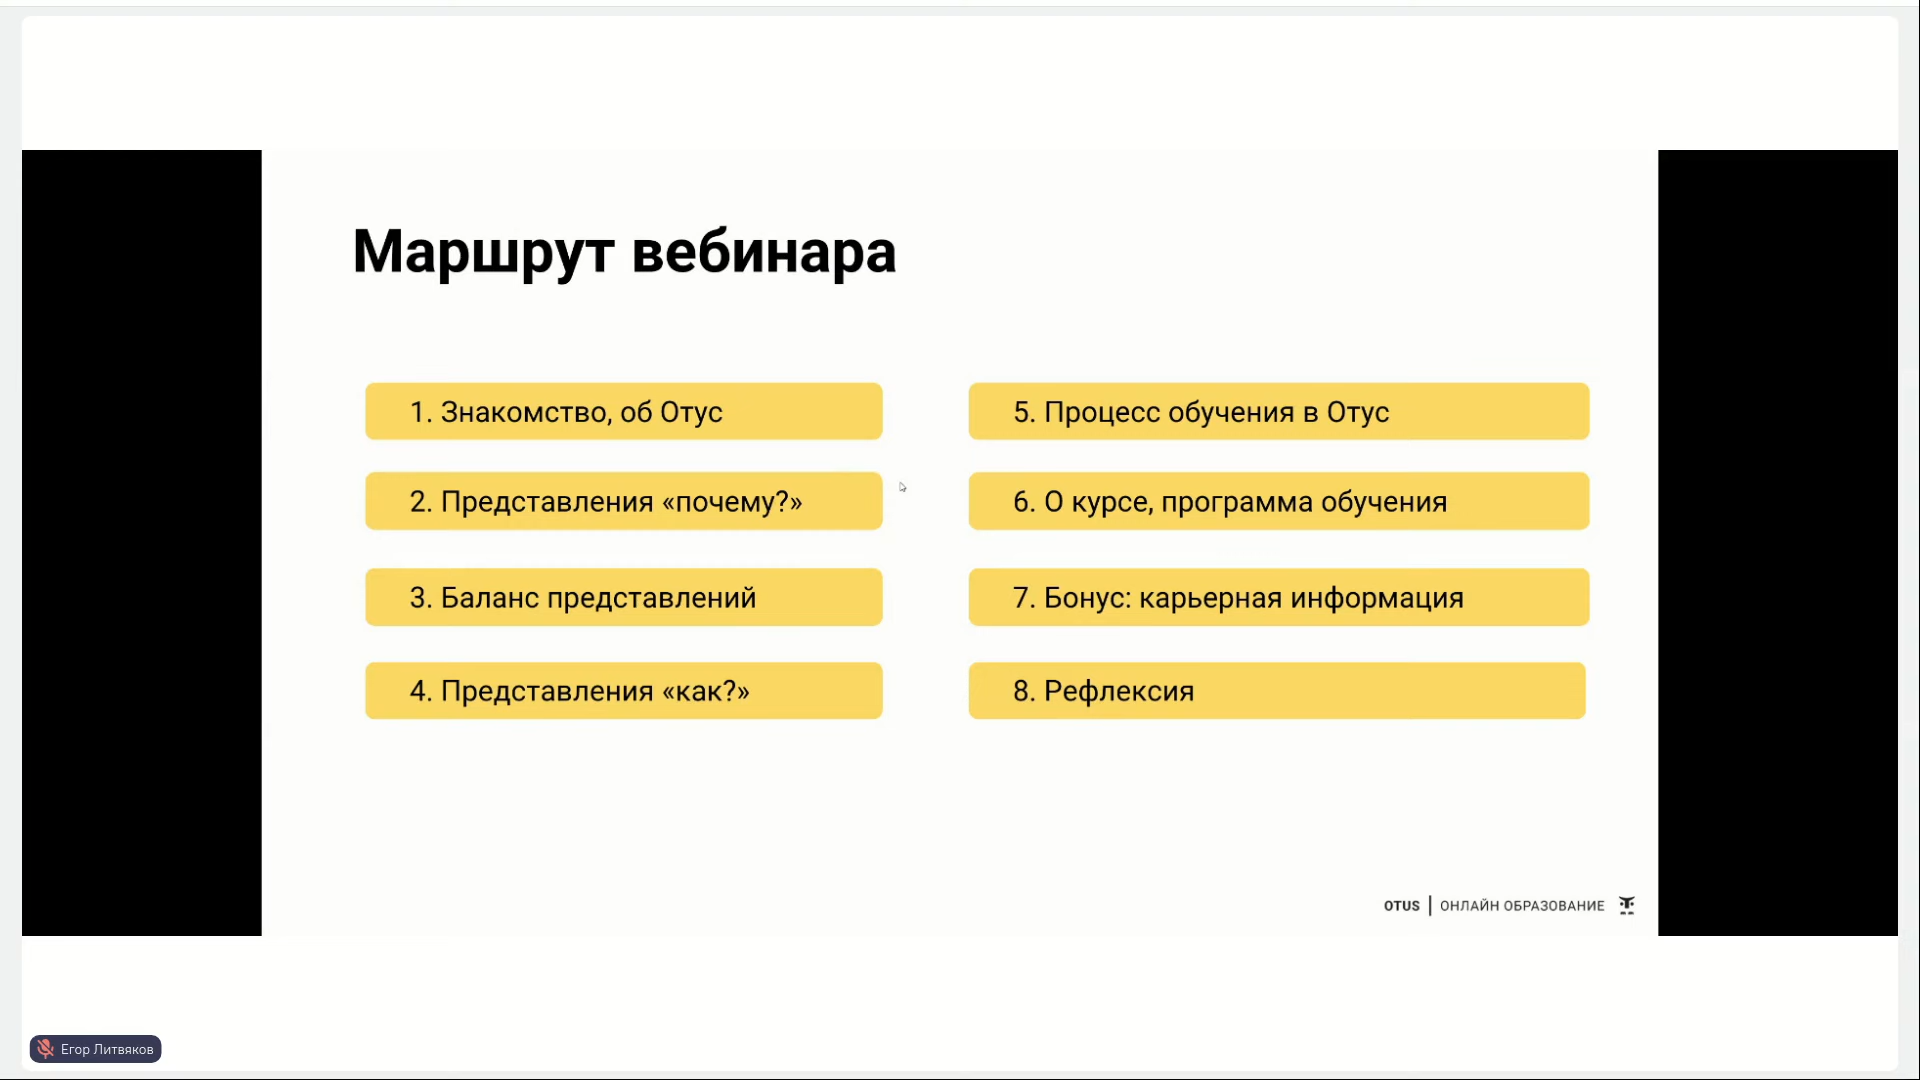 Маршрут вебинара
1. Знакомство, об Отус
2. Представления «почему?»
3. Баланс представлений
4. Представления «как?»
5. Процесс обучения в Отус
6. О курсе, программа обучения
7. Бонус: карьерная информация
8. Рефлексия
OTUS | ОНЛАЙН ОБРАЗОВАНИЕ
Егор Литвяков